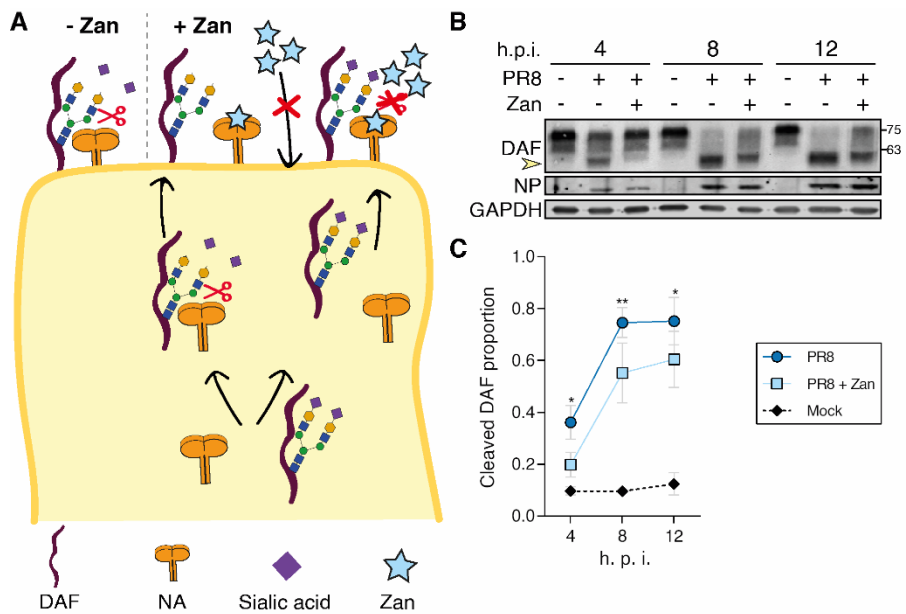 A
- Zan + Zan
DAF NA Sialic acid Zan
B
h.p.i. 4 8 12
PR8 - + + - + + - + +
Zan - - + - - + - - +
DAF 75
63
NP
GAPDH
C
Cleaved DAF proportion
1.0
0.8
0.6
0.4
0.2
0.0
* ** *
4 8 12
h. p. i.
PR8
PR8 + Zan
Mock